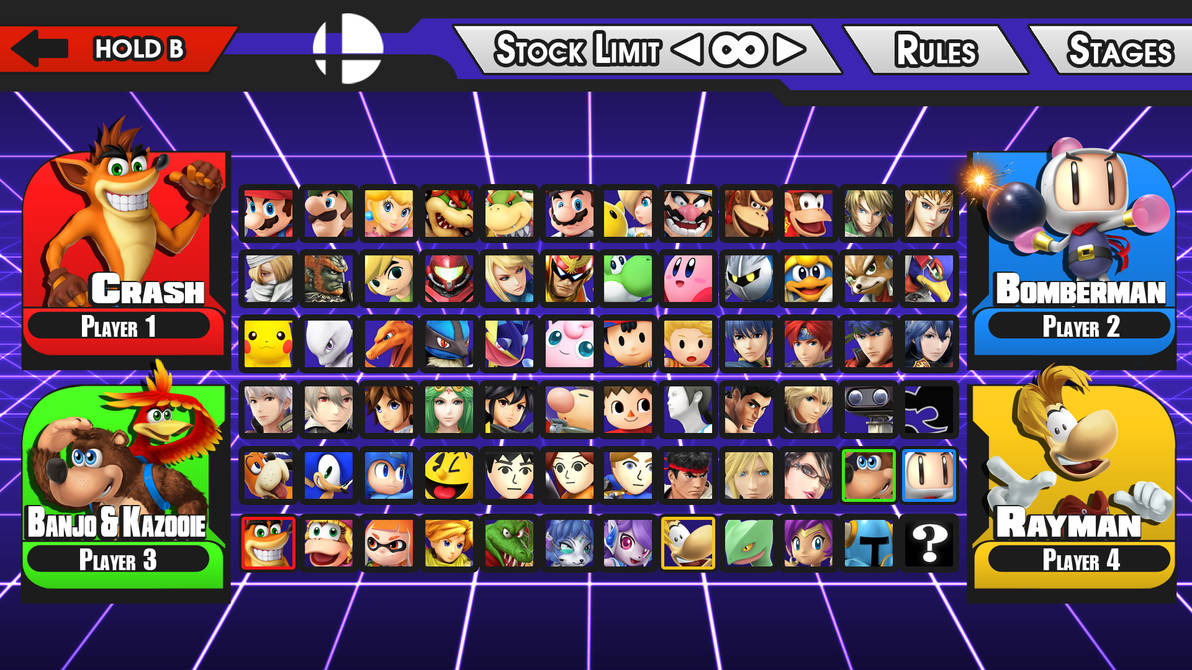 HOLD B
STOCK LIMIT ∞
RULES
STAGES
CRASH
PLAYER 1
BOMBERMAN
PLAYER 2
BANJO & KAZOOIE
PLAYER 3
RAYMAN
PLAYER 4
?